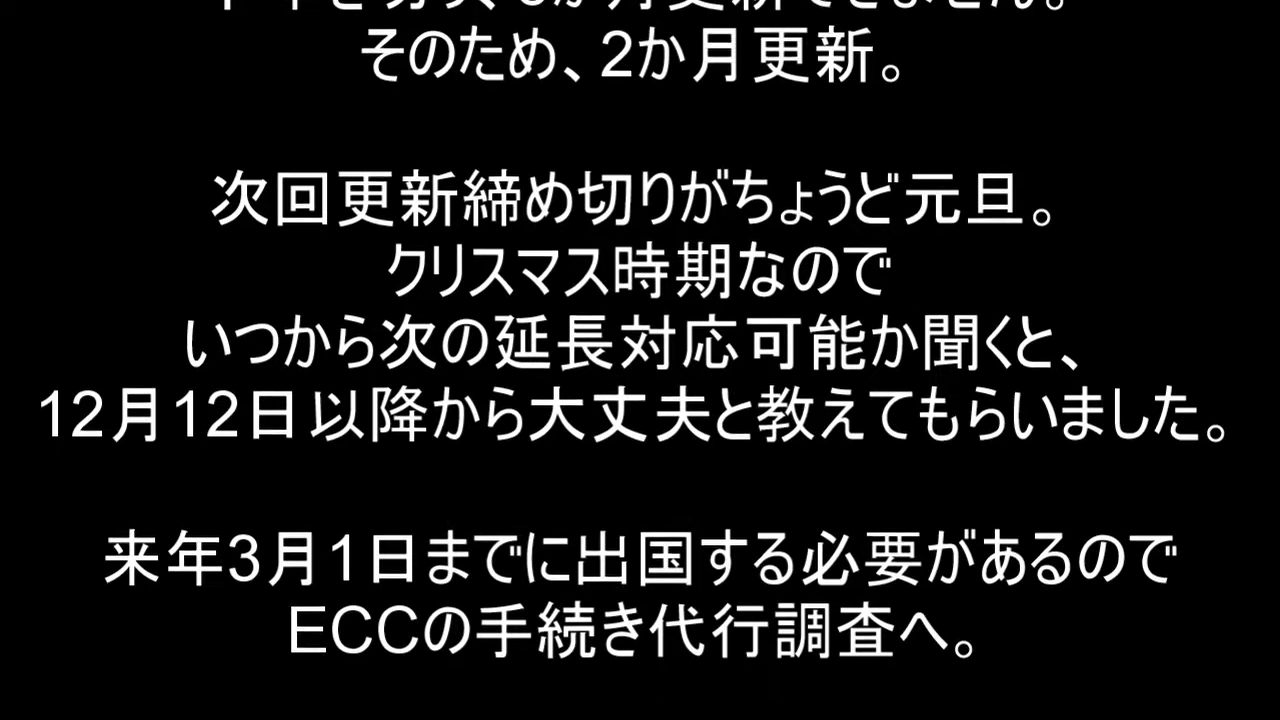 そのため、2か月更新。
次回更新締め切りがちょうど元旦。
クリスマス時期なので
いつから次の延長対応可能か聞くと、
12月12日以降から大丈夫と教えてもらいました。
来年3月1日までに出国する必要があるので
ECCの手続き代行調査へ。